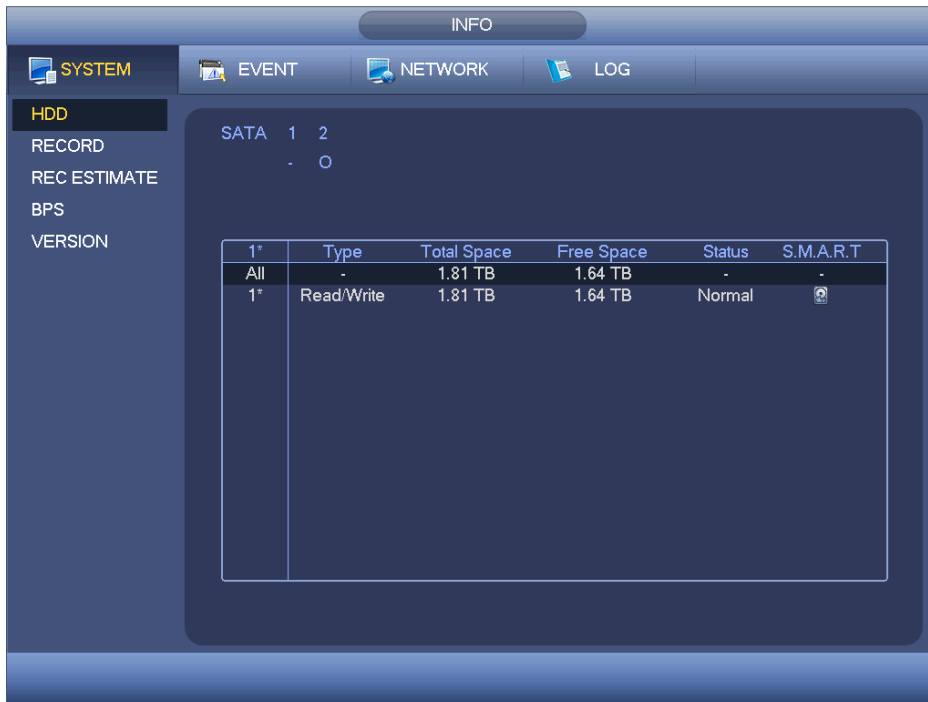 INFO
SYSTEM EVENT NETWORK LOG
HDD
RECORD
REC ESTIMATE
BPS
VERSION
SATA 1 2
- O
1* Type Total Space Free Space Status S.M.A.R.T
All - 1.81 TB 1.64 TB - -
1* Read/Write 1.81 TB 1.64 TB Normal